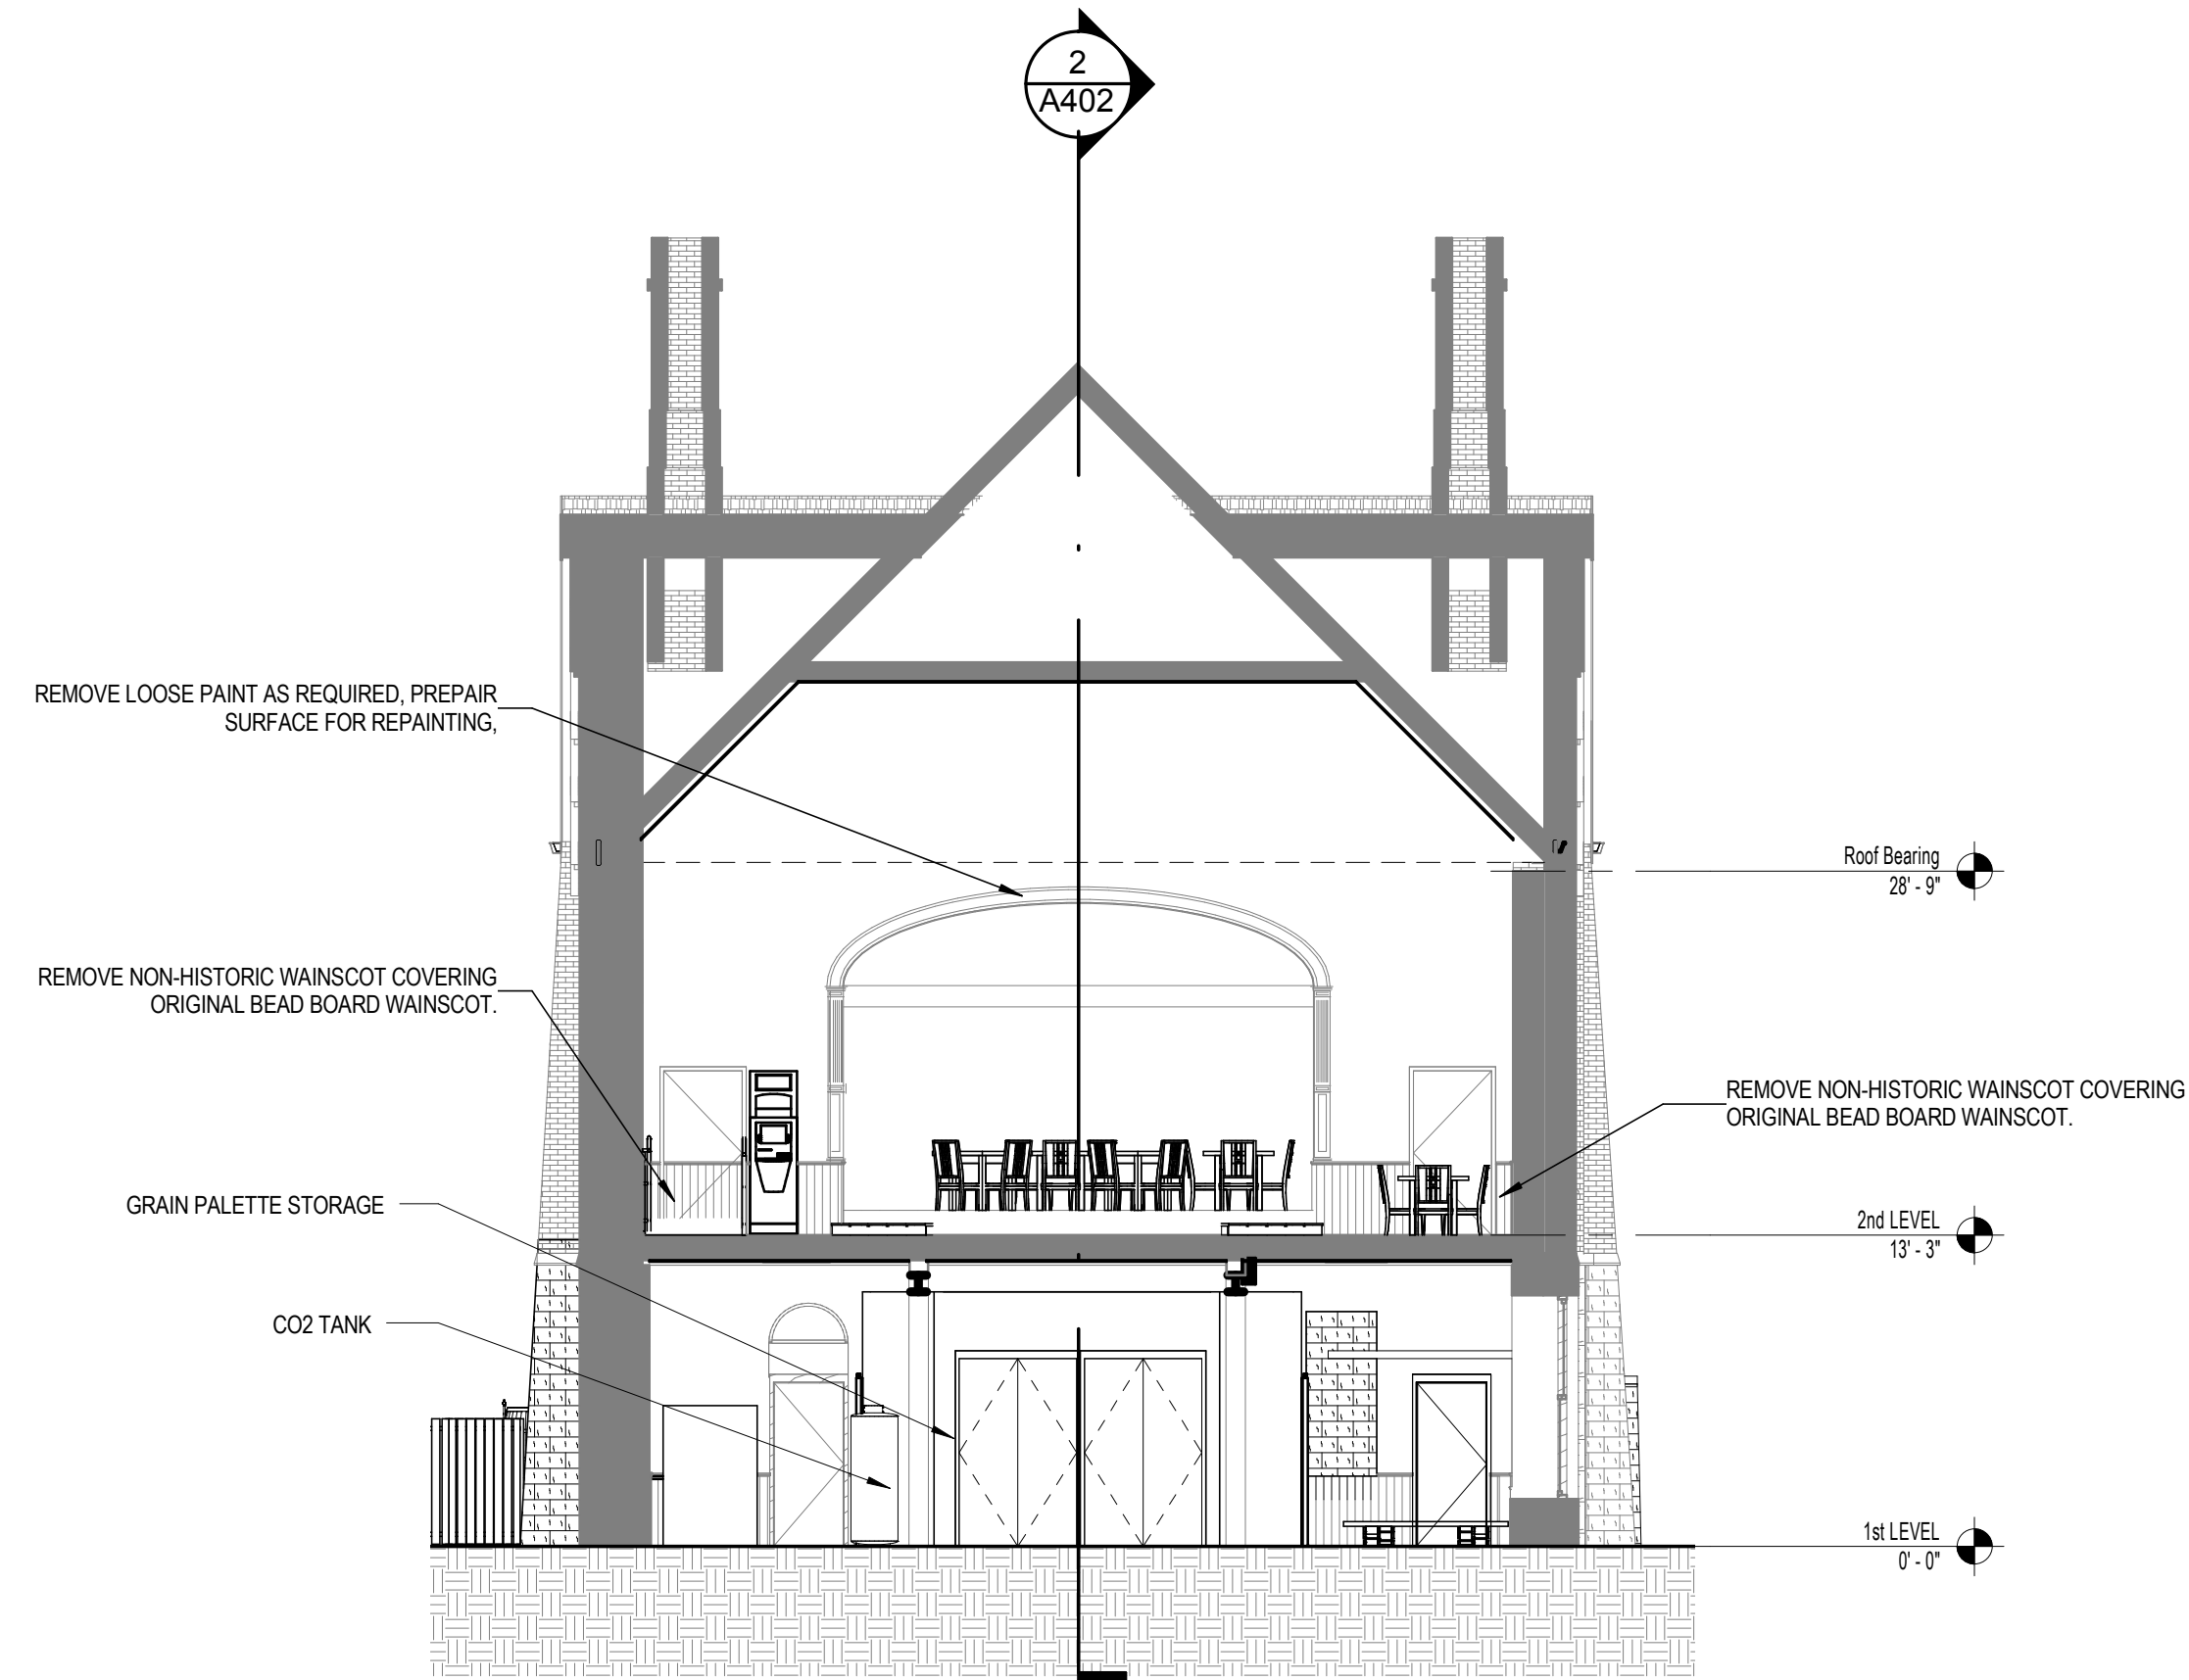 2
A402
REMOVE LOOSE PAINT AS REQUIRED, PREPAIR
SURFACE FOR REPAINTING,
Roof Bearing
28' - 9"
REMOVE NON-HISTORIC WAINSCOT COVERING
ORIGINAL BEAD BOARD WAINSCOT.
REMOVE NON-HISTORIC WAINSCOT COVERING
ORIGINAL BEAD BOARD WAINSCOT.
GRAIN PALETTE STORAGE
2nd LEVEL
13' - 3"
CO2 TANK
1st LEVEL
0' - 0"